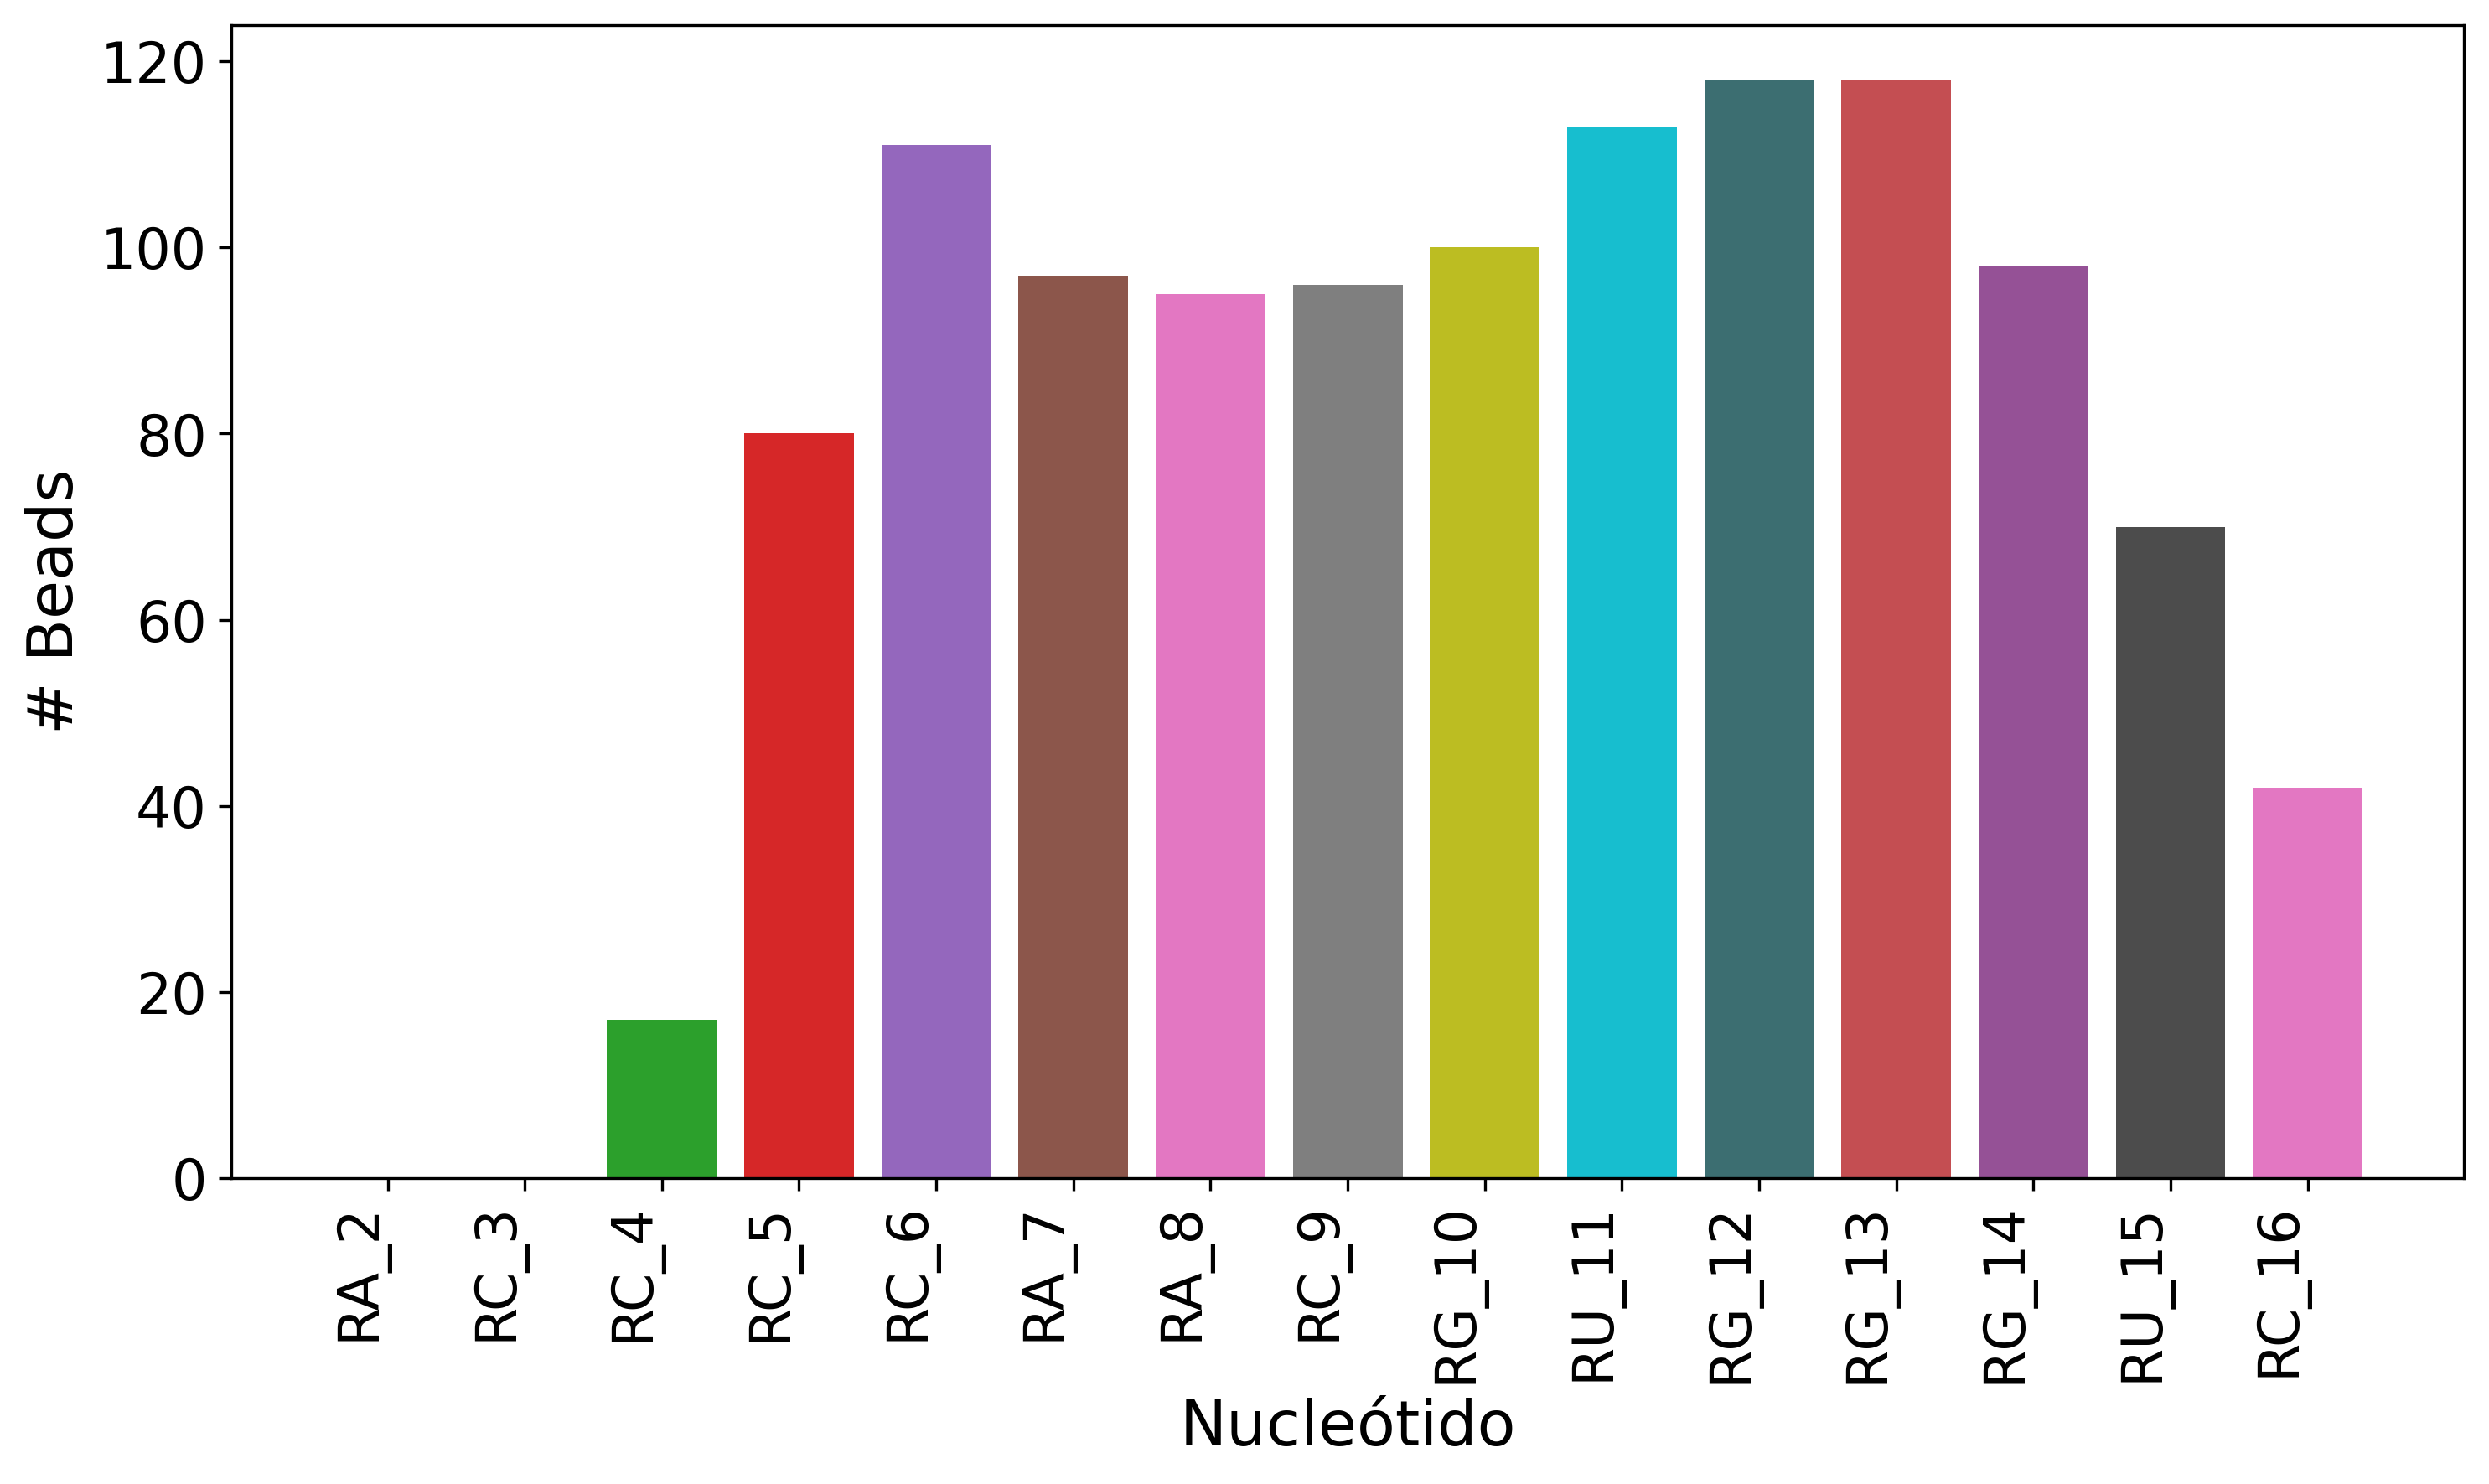 # Beads
120
100
80
60
40
20
0
RA_2
RC_3
RC_4
RC_5
RC_6
RA_7
RA_8
RC_9
RG_10
RU_111
RG_12
RG_13
RG_14
RU_15
RC_16
Nucleótido